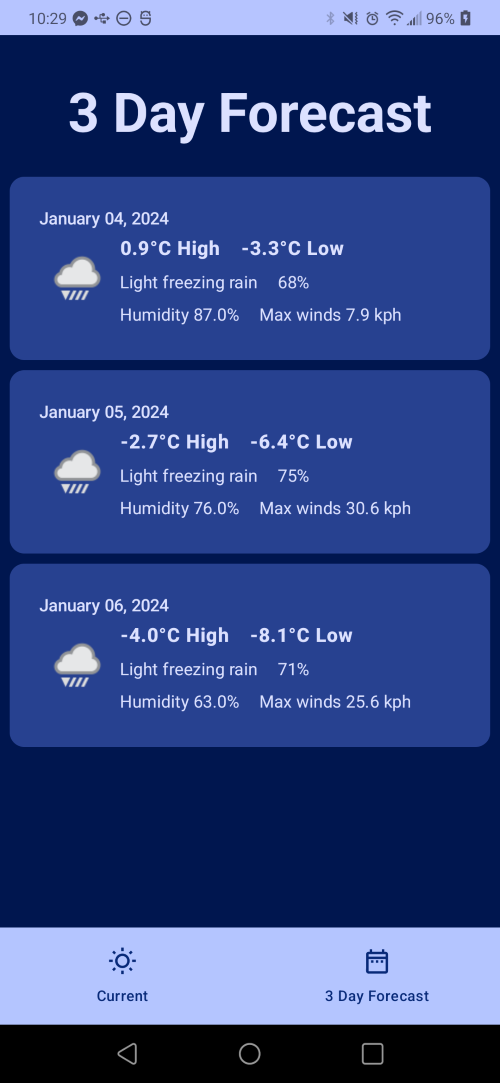 10:29 96%
3 Day Forecast
January 04, 2024
0.9°C High -3.3°C Low
Light freezing rain 68%
Humidity 87.0% Max winds 7.9 kph
January 05, 2024
-2.7°C High -6.4°C Low
Light freezing rain 75%
Humidity 76.0% Max winds 30.6 kph
January 06, 2024
-4.0°C High -8.1°C Low
Light freezing rain 71%
Humidity 63.0% Max winds 25.6 kph
Current 3 Day Forecast